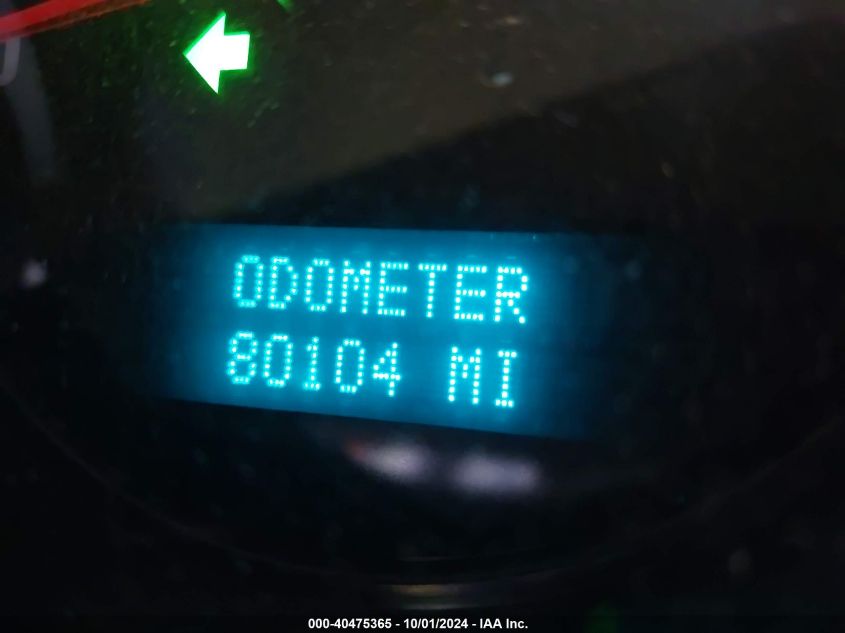 ODOMETER
80104 MI
000-40475365 - 10/01/2024 - IAA Inc.